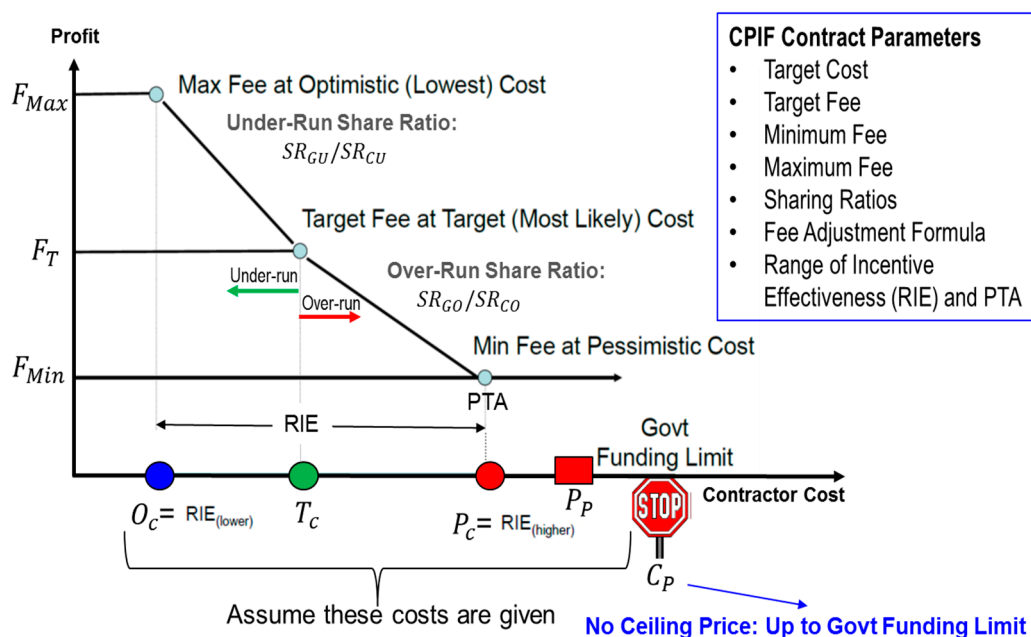 Profit
F_Max
Max Fee at Optimistic (Lowest) Cost
Under-Run Share Ratio:
SR_GU/SR_CU
F_T
Target Fee at Target (Most Likely) Cost
Under-run
Over-run
Over-Run Share Ratio:
SR_GO/SR_CO
F_Min
Min Fee at Pessimistic Cost
PTA
RIE
Govt
Funding Limit
Contractor Cost
STOP
O_c= RIE(lower)
T_c
P_c= RIE(higher)
P_P
C_P
Assume these costs are given
No Ceiling Price: Up to Govt Funding Limit
CPIF Contract Parameters
• Target Cost
• Target Fee
• Minimum Fee
• Maximum Fee
• Sharing Ratios
• Fee Adjustment Formula
• Range of Incentive
Effectiveness (RIE) and PTA